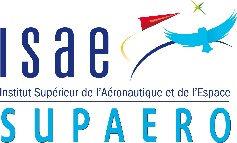 isae
Institut Supérieur de l'Aéronautique et de l'Espace
SUPAERO